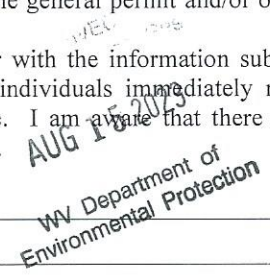 e general permit and/or o
with the information sub
individuals immediately
. I am aware that there
AUG 15 2023
WV Department of
Environmental Protection